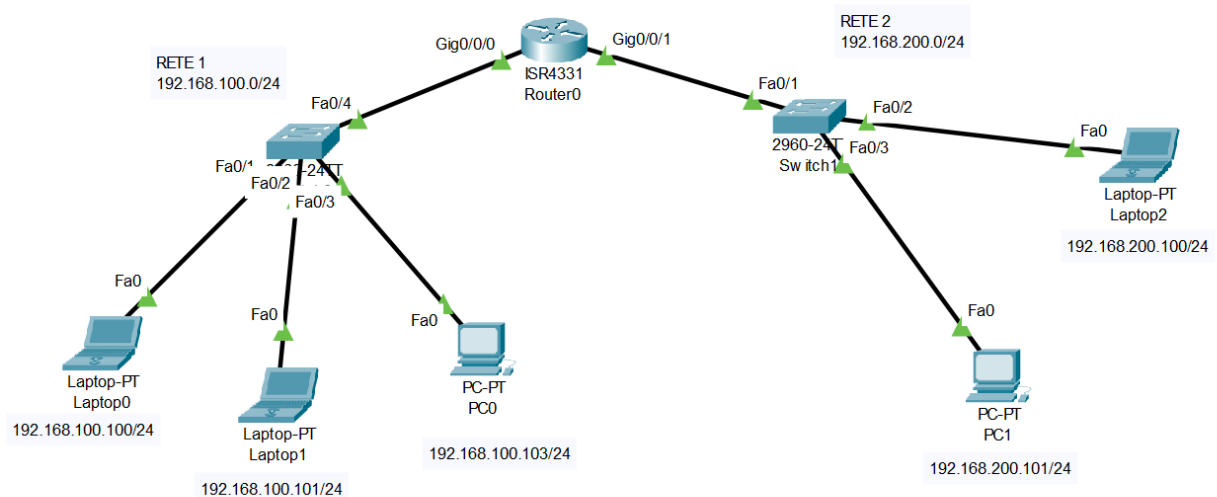 RETE 1
192.168.100.0/24
Gig0/0/0
ISR4331
Router0
Gig0/0/1
RETE 2
192.168.200.0/24
Fa0/4
Fa0/1
Fa0/2
-24TT
Fa0/3
Fa0/1
Fa0/2
2960-24T
Fa0/3
Switch1
Fa0
Laptop-PT
Laptop2
192.168.200.100/24
Fa0
Laptop-PT
Laptop0
192.168.100.100/24
Fa0
Laptop-PT
Laptop1
192.168.100.101/24
Fa0
PC-PT
PC0
192.168.100.103/24
Fa0
PC-PT
PC1
192.168.200.101/24